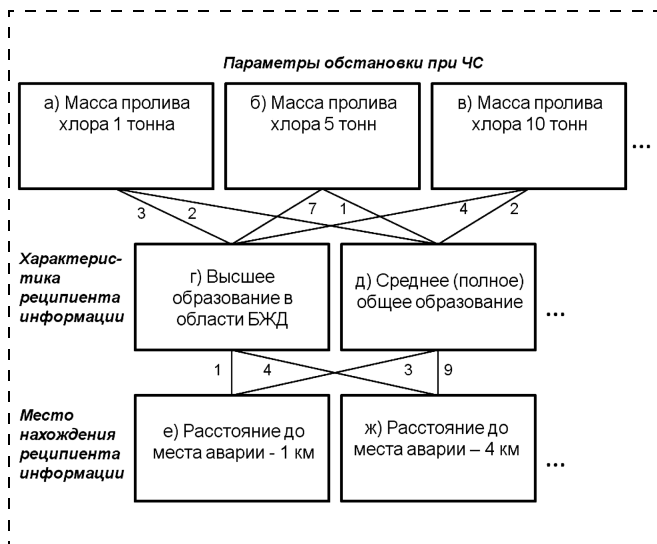 Параметры обстановки при ЧС
а) Масса пролива
хлора 1 тонна
б) Масса пролива
хлора 5 тонн
в) Масса пролива
хлора 10 тонн
...
3
2
7
1
4
2
Характерис-
тика
реципиента
информации
г) Высшее
образование в
области БЖД
д) Среднее (полное)
общее образование
...
1
4
3
9
Место
нахождения
реципиента
информации
е) Расстояние до
места аварии - 1 км
ж) Расстояние до
места аварии – 4 км
...